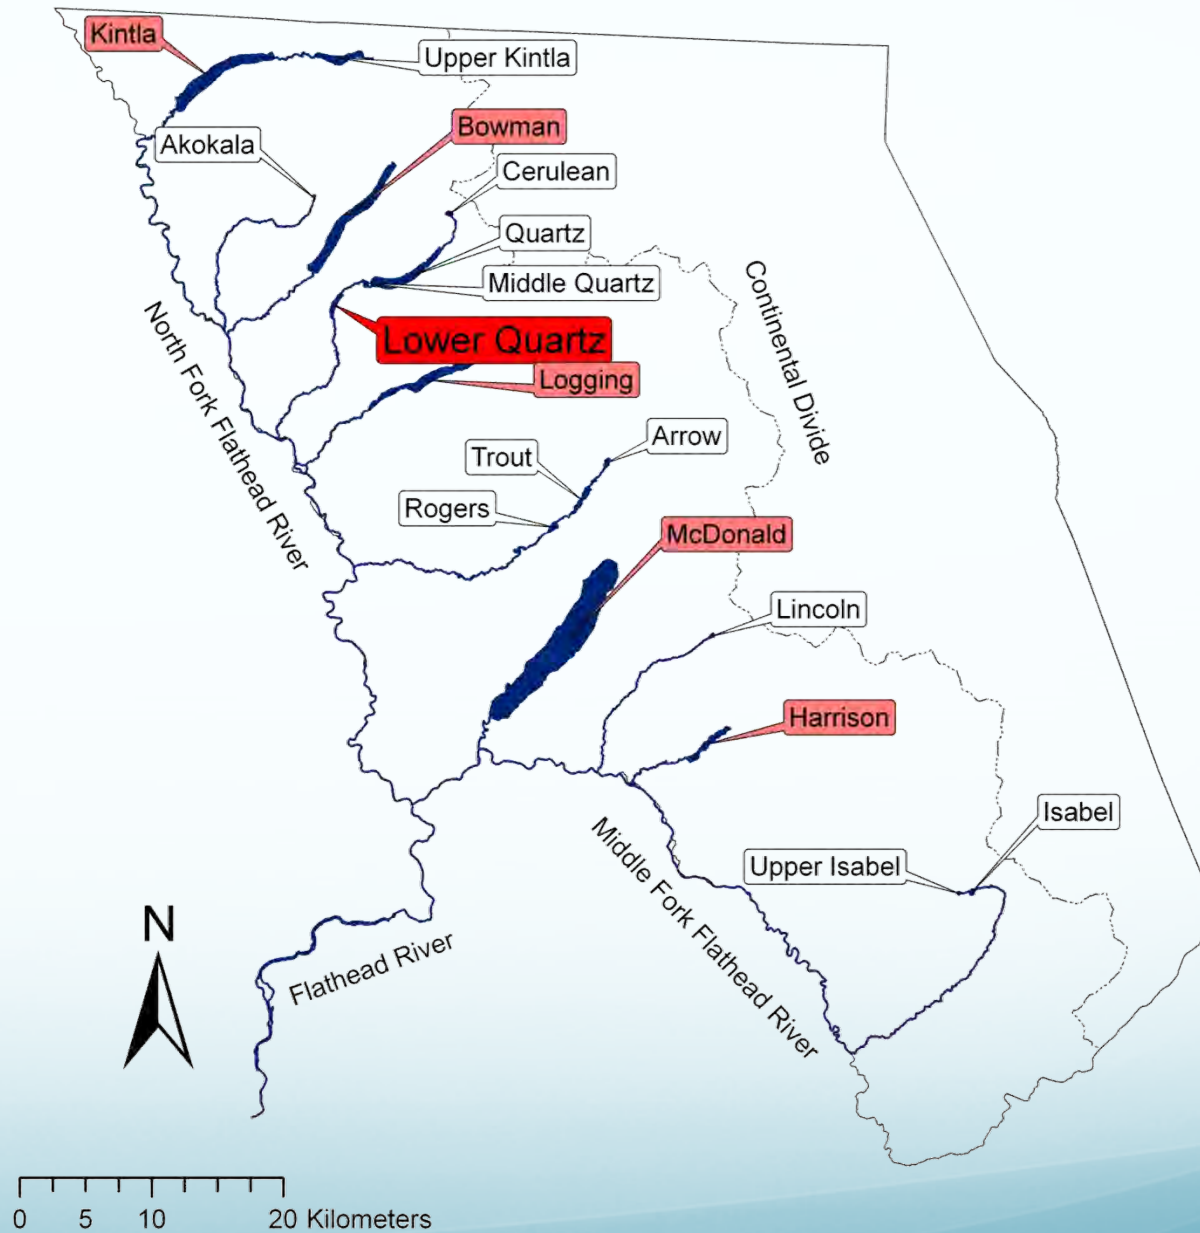 Kintla
Upper Kintla
Bowman
Akokala
Cerulean
Quartz
Middle Quartz
Lower Quartz
Logging
Continental Divide
North Fork Flathead River
Arrow
Trout
Rogers
McDonald
Lincoln
Harrison
Isabel
Upper Isabel
Middle Fork Flathead River
N
Flathead River
0 5 10 20 Kilometers